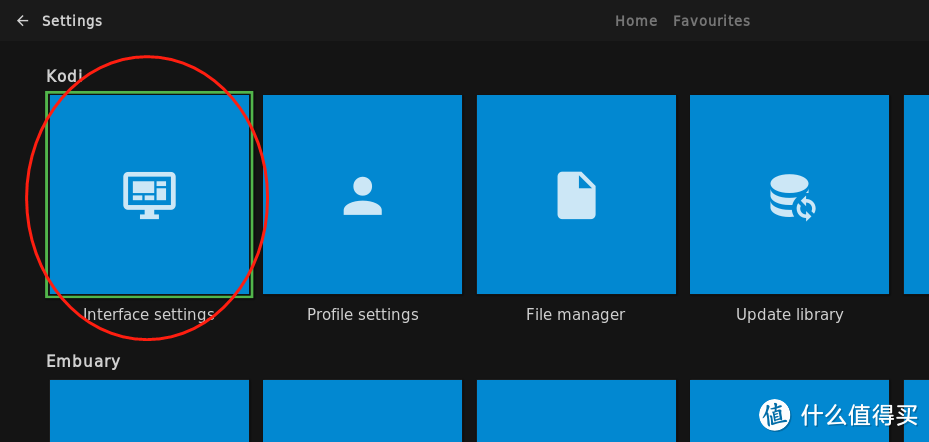 Settings
Home
Favourites
Kodi
Interface settings
Profile settings
File manager
Update library
Embuary
值 什么值得买